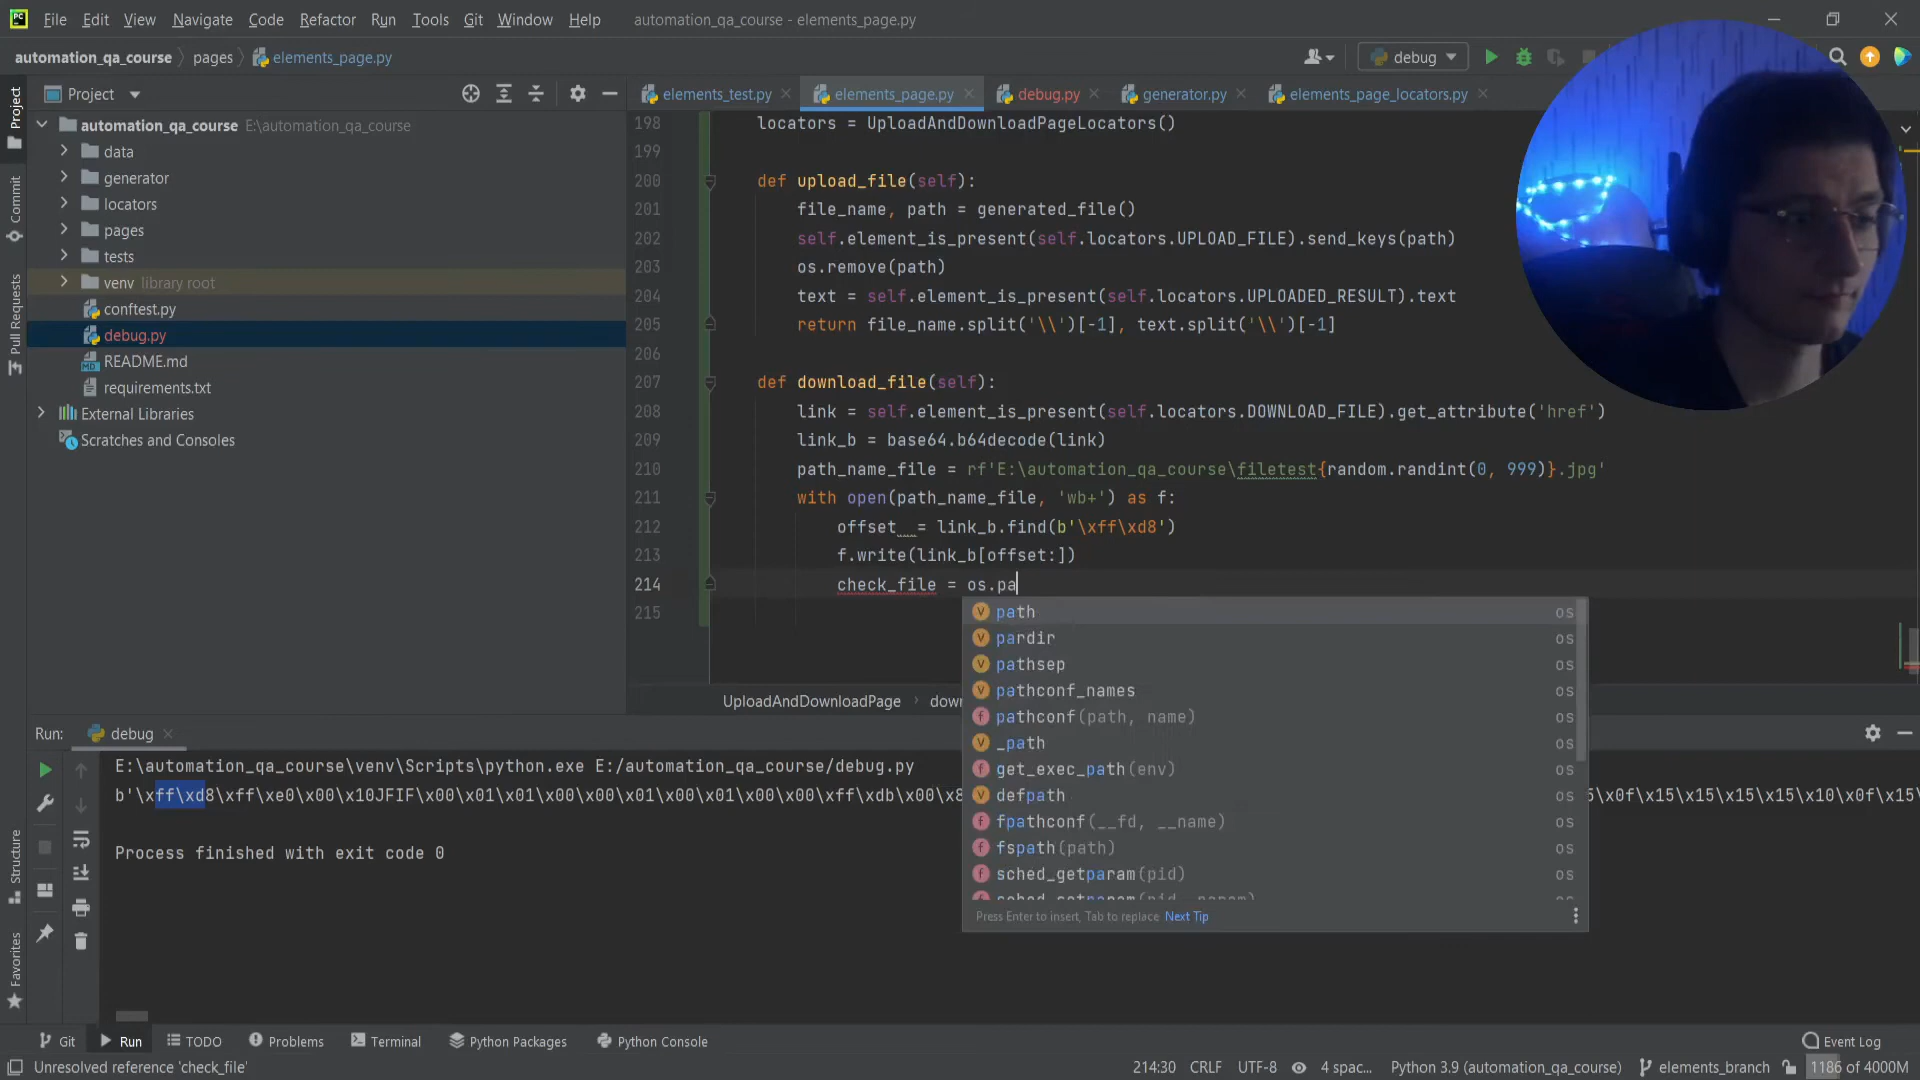 File Edit View Navigate Code Refactor Run Tools Git Window Help automation_qa_course - elements_page.py
automation_qa_course pages elements_page.py debug
Project elements_test.py elements_page.py debug.py generator.py elements_page_locators.py
automation_qa_course E:\automation_qa_course
data
generator
locators
pages
tests
venv library root
conftest.py
debug.py
README.md
requirements.txt
External Libraries
Scratches and Consoles
Project
Commit
Pull Requests
Structure
Favorites
198 locators = UploadAndDownloadPageLocators()
199
200 def upload_file(self):
201 file_name, path = generated_file()
202 self.element_is_present(self.locators.UPLOAD_FILE).send_keys(path)
203 os.remove(path)
204 text = self.element_is_present(self.locators.UPLOADED_RESULT).text
205 return file_name.split('\\')[-1], text.split('\\')[-1]
206
207 def download_file(self):
208 link = self.element_is_present(self.locators.DOWNLOAD_FILE).get_attribute('href')
209 link_b = base64.b64decode(link)
210 path_name_file = rf'E:\automation_qa_course\filetest{random.randint(0, 999)}.jpg'
211 with open(path_name_file, 'wb+') as f:
212 offset  = link_b.find(b'\xff\xd8')
213 f.write(link_b[offset:])
214 check_file = os.pa
215
path os
pardir os
pathsep os
pathconf_names os
pathconf(path, name) os
_path os
get_exec_path(env) os
defpath os
fpathconf(__fd, __name) os
fspath(path) os
sched_getparam(pid) os
Press Enter to insert, Tab to replace Next Tip
UploadAndDownloadPage
Run: debug
E:\automation_qa_course\venv\Scripts\python.exe E:/automation_qa_course/debug.py
b'\xff\xd8\xff\xe0\x00\x10JFIF\x00\x01\x01\x00\x00\x01\x00\x01\x00\x00\xff\xdb\x00\x8 5\x0f\x15\x15\x15\x15\x10\x0f\x15\
Process finished with exit code 0
Git Run TODO Problems Terminal Python Packages Python Console Event Log
Unresolved reference 'check_file' 214:30 CRLF UTF-8 4 spac... Python 3.9 (automation_qa_course) elements_branch 1186 of 4000M